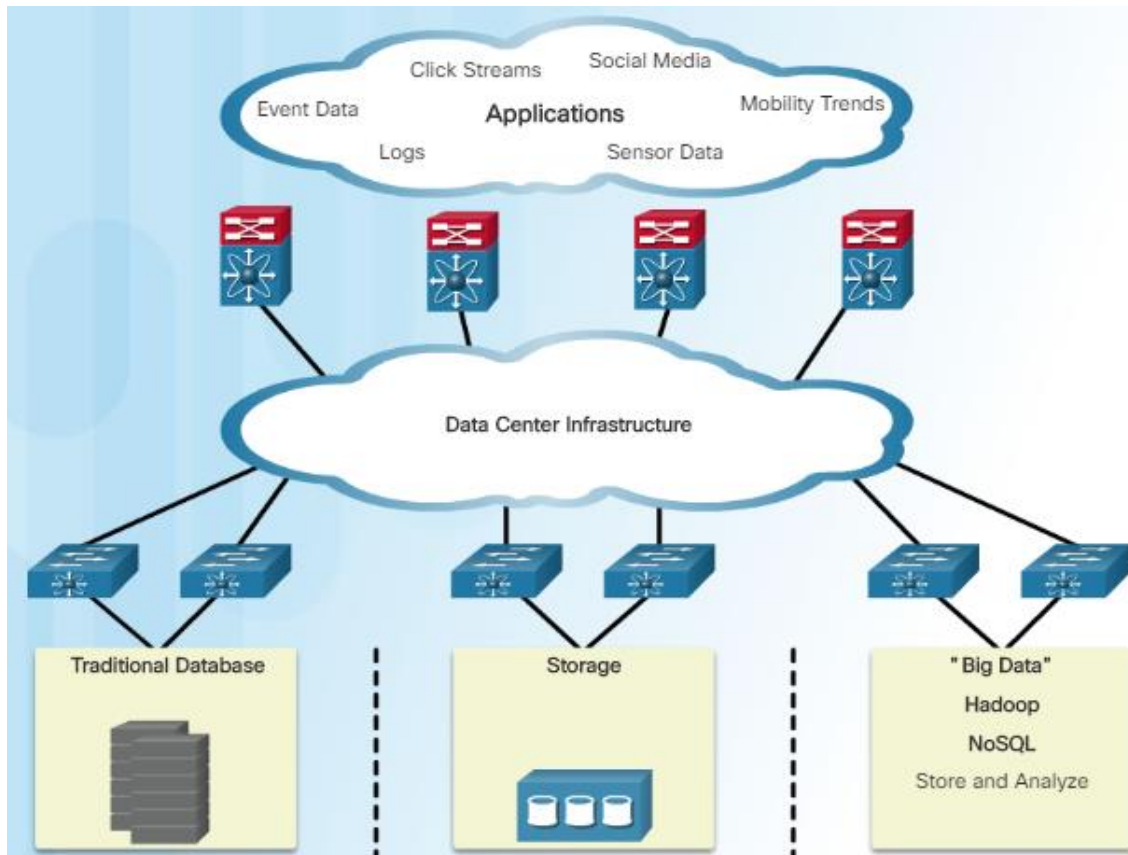 Click Streams
Social Media
Event Data
Applications
Mobility Trends
Logs
Sensor Data
Data Center Infrastructure
Traditional Database
Storage
"Big Data"
Hadoop
NoSQL
Store and Analyze